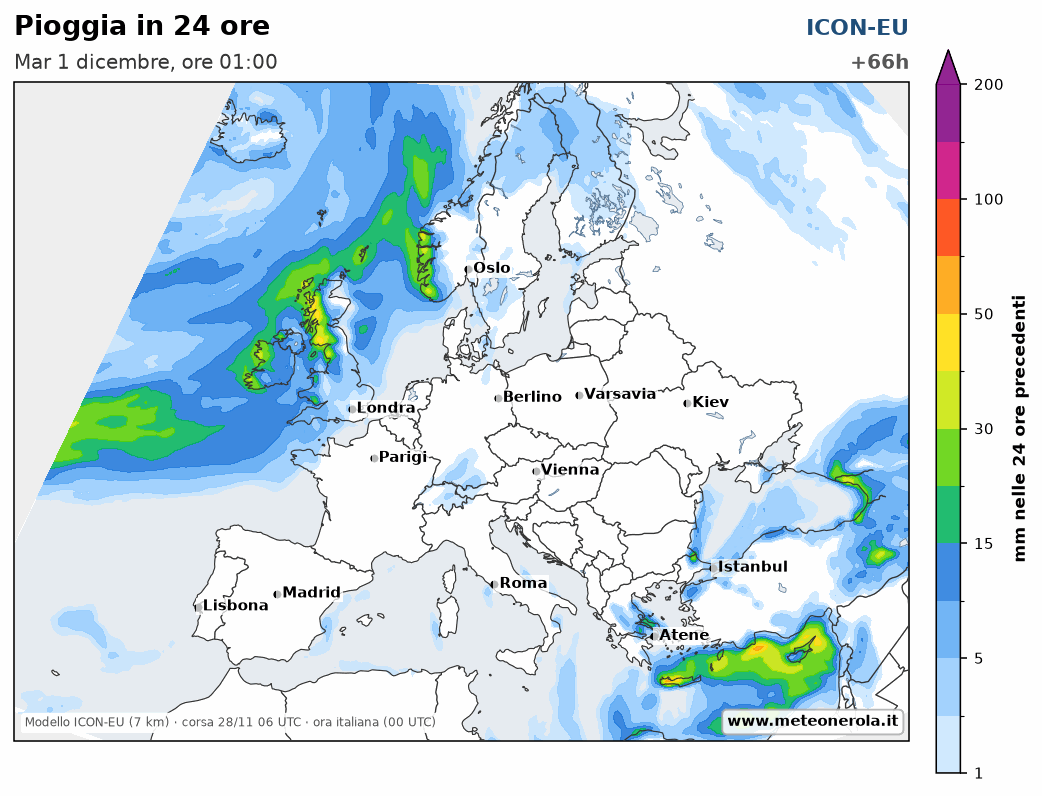 Pioggia in 24 ore
ICON-EU
Mar 1 dicembre, ore 01:00
+66h
200
100
50
30
15
5
1
mm nelle 24 ore precedenti
Oslo
Londra
Berlino
Varsavia
Kiev
Parigi
Vienna
Istanbul
Roma
Madrid
Lisbona
Atene
Modello ICON-EU (7 km) · corsa 28/11 06 UTC · ora italiana (00 UTC)
www.meteonerola.it